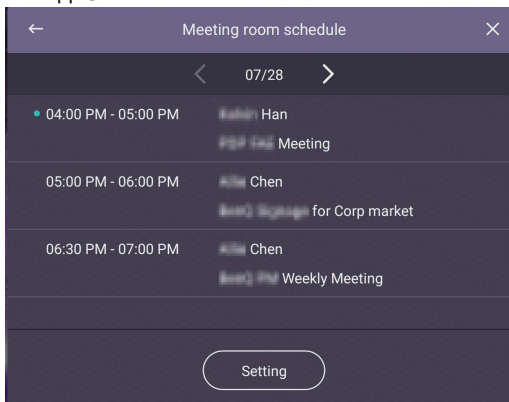 Meeting room schedule
07/28
04:00 PM - 05:00 PM Han
Meeting
05:00 PM - 06:00 PM Chen
for Corp market
06:30 PM - 07:00 PM Chen
Weekly Meeting
Setting